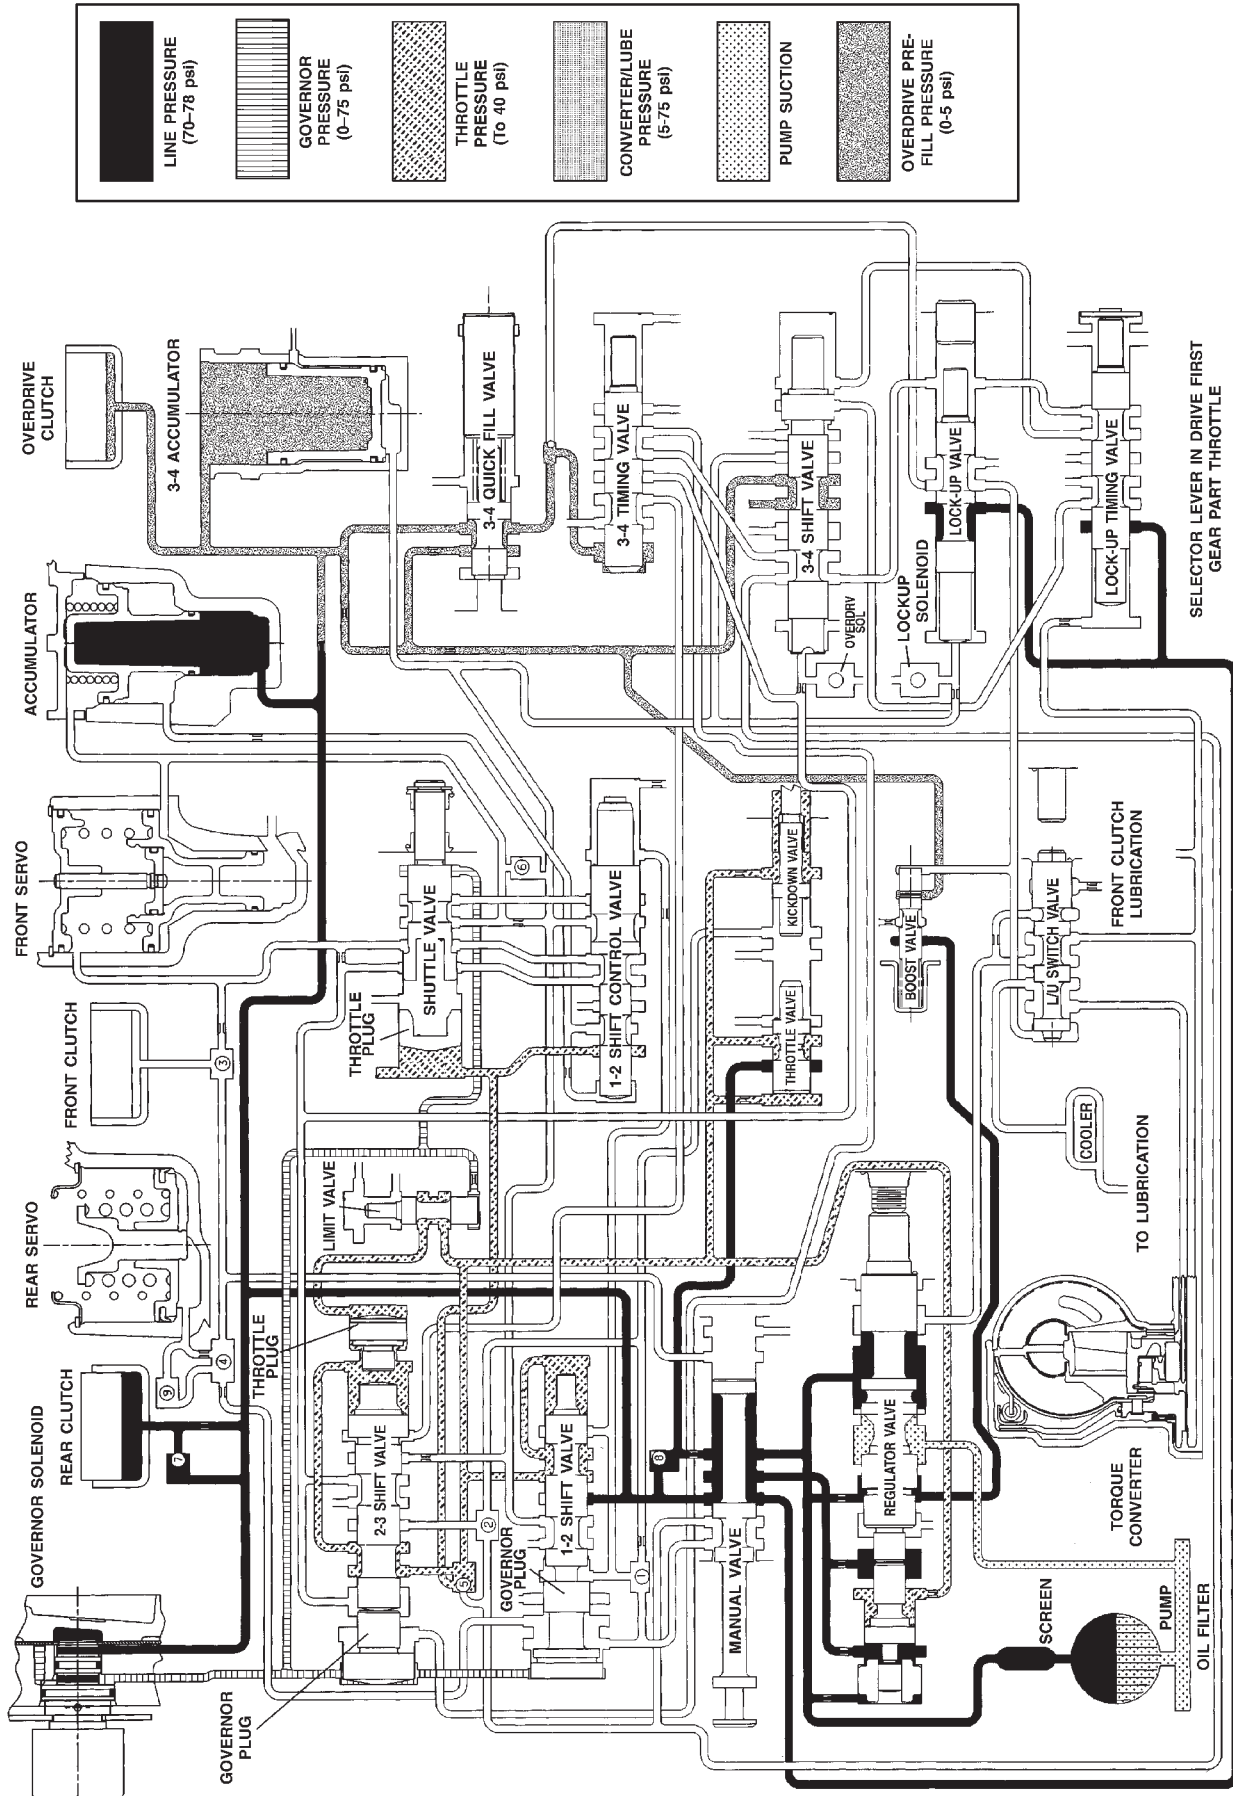 LINE PRESSURE
(70–78 psi)
GOVERNOR
PRESSURE
(0–75 psi)
THROTTLE
PRESSURE
(To 40 psi)
CONVERTER/LUBE
PRESSURE
(5-75 psi)
PUMP SUCTION
OVERDRIVE PRE-
FILL PRESSURE
(0-5 psi)
GOVERNOR SOLENOID
REAR CLUTCH
REAR SERVO
FRONT CLUTCH
FRONT SERVO
ACCUMULATOR
OVERDRIVE
CLUTCH
3-4 ACCUMULATOR
7
9
4
3
6
GOVERNOR
PLUG
2-3 SHIFT VALVE
THROTTLE
PLUG
LIMIT VALVE
THROTTLE
PLUG
SHUTTLE VALVE
3-4 QUICK FILL VALVE
5
2
GOVERNOR
PLUG
1-2 SHIFT VALVE
1-2 SHIFT CONTROL VALVE
3-4 TIMING VALVE
1
8
MANUAL VALVE
THROTTLE VALVE
KICKDOWN VALVE
3-4 SHIFT VALVE
OVERDRV
SOL
REGULATOR VALVE
BOOST VALVE
LOCKUP
SOLENOID
LOCK-UP VALVE
SCREEN
L/U SWITCH VALVE
LOCK-UP TIMING VALVE
COOLER
FRONT CLUTCH
LUBRICATION
TO LUBRICATION
TORQUE
CONVERTER
PUMP
OIL FILTER
SELECTOR LEVER IN DRIVE FIRST
GEAR PART THROTTLE